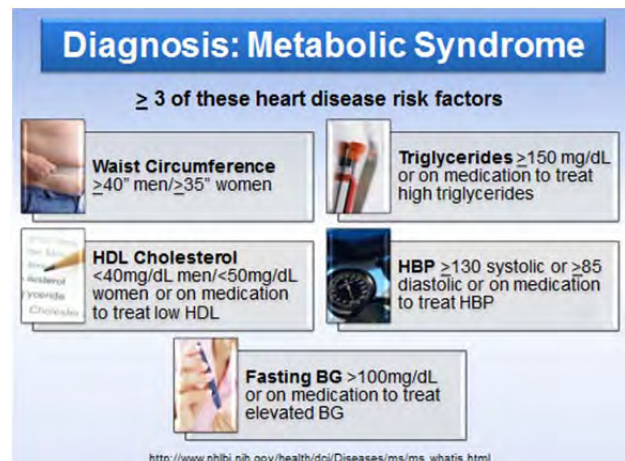 Diagnosis: Metabolic Syndrome
≥ 3 of these heart disease risk factors
Waist Circumference
≥40" men/≥35" women
Triglycerides ≥150 mg/dL
or on medication to treat
high triglycerides
HDL Cholesterol
<40mg/dL men/<50mg/dL
women or on medication
to treat low HDL
HBP ≥130 systolic or ≥85
diastolic or on medication
to treat HBP
Fasting BG >100mg/dL
or on medication to treat
elevated BG
http://www.nhlbi.nih.gov/health/dci/Diseases/ms/ms_whatis.html